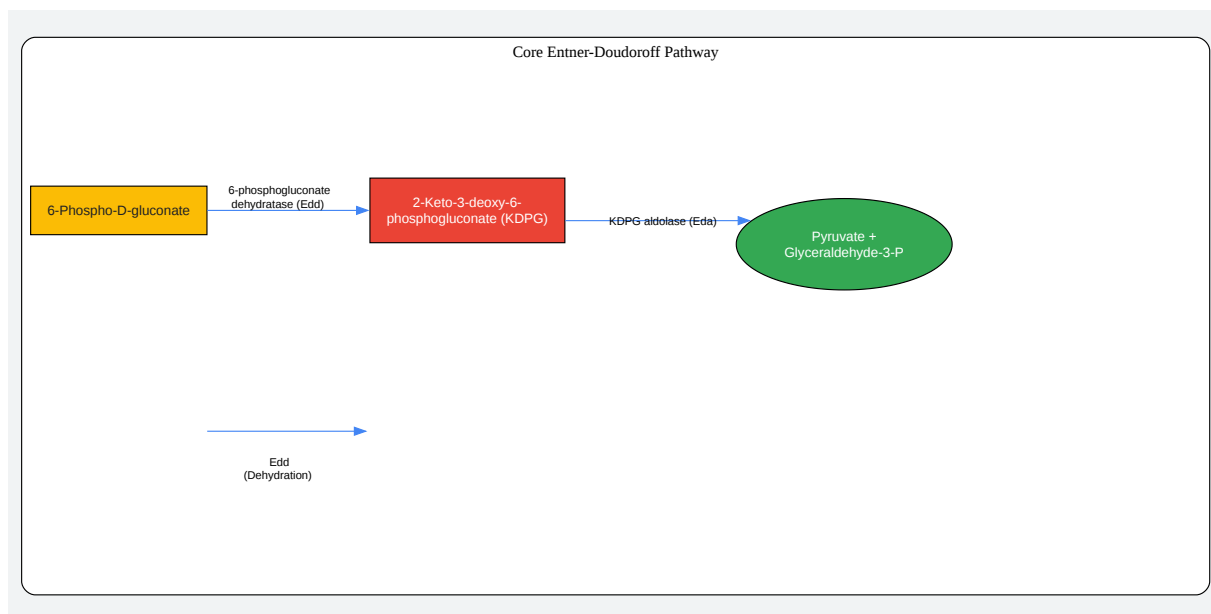 Core Entner-Doudoroff Pathway
6-Phospho-D-gluconate
6-phosphogluconate
dehydratase (Edd)
2-Keto-3-deoxy-6-
phosphogluconate (KDPG)
KDPG aldolase (Eda)
Pyruvate +
Glyceraldehyde-3-P
Edd
(Dehydration)